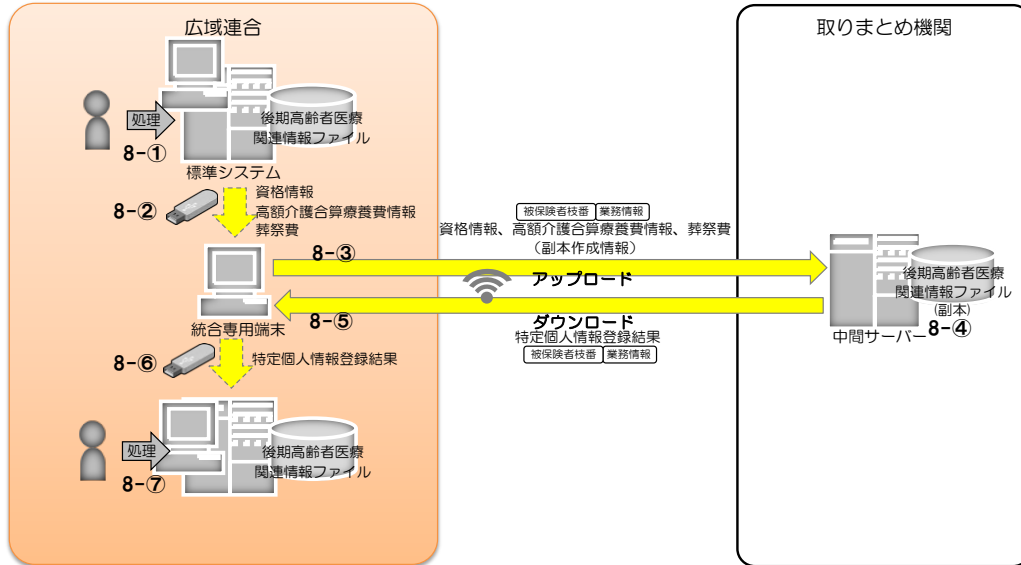 広域連合
取りまとめ機関
処理
8-①
後期高齢者医療
関連情報ファイル
標準システム
8-②
資格情報
高額介護合算療養費情報
葬祭費
被保険者枝番 業務情報
資格情報、高額介護合算療養費情報、葬祭費
(副本作成情報)
8-③
アップロード
後期高齢者医療
関連情報ファイル
(副本)
8-④
中間サーバー
統合専用端末
8-⑤
ダウンロード
特定個人情報登録結果
被保険者枝番 業務情報
8-⑥
特定個人情報登録結果
処理
8-⑦
後期高齢者医療
関連情報ファイル